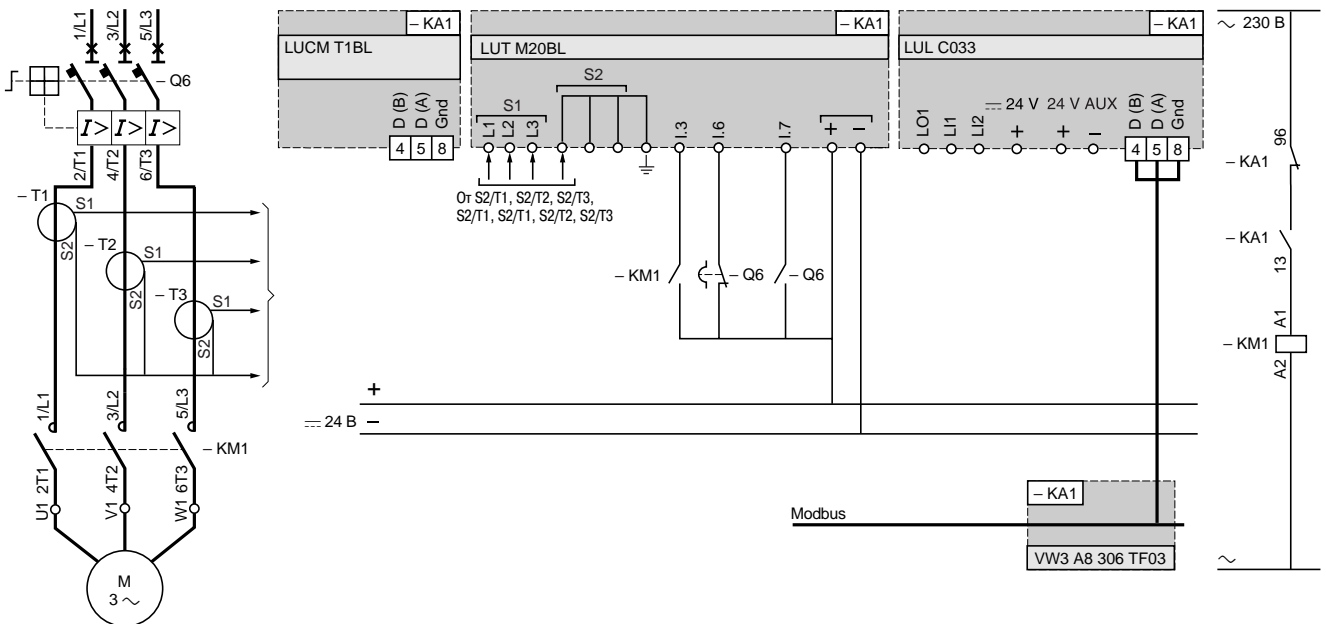 1/L1 3/L2 5/L3
– Q6
I> I> I>
2/T1 4/T2 6/T3
– T1
S1
S2
– T2
S1
S2
– T3
S1
S2
1/L1 3/L2 5/L3
– KM1
2T1 4T2 6T3
U1 V1 W1
M
3 ~
– KA1
LUCM T1BL
D (B) D (A) Gnd
4 5 8
– KA1
LUT M20BL
S2
S1
L1 L2 L3 I.3 I.6 I.7 + –
От S2/T1, S2/T2, S2/T3,
S2/T1, S2/T1, S2/T2, S2/T3
– KM1 – Q6 – Q6
+
24 В –
– KA1
LUL C033
24 V 24 V AUX
LO1 LI1 LI2 + + – D (B) D (A) Gnd
4 5 8
– KA1
Modbus
VW3 A8 306 TF03
~ 230 В
96
– KA1
– KA1
13
A1
– KM1
A2
~